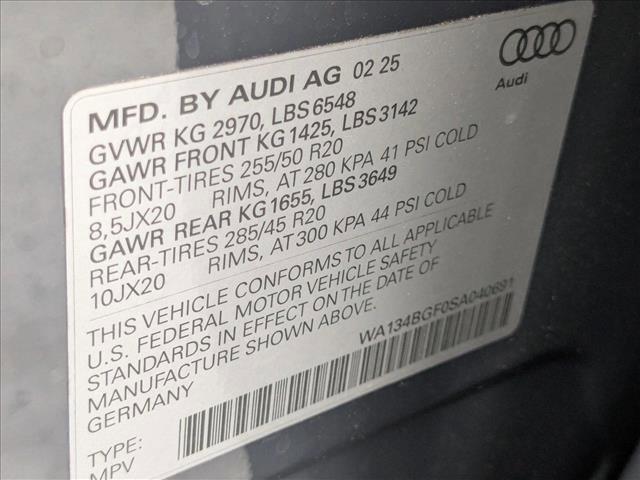 Audi
MFD. BY AUDI AG 02 25
GVWR KG 2970, LBS 6548
GAWR FRONT KG 1425, LBS 3142
FRONT-TIRES 255/50 R20
8,5JX20 RIMS, AT 280 KPA 41 PSI COLD
GAWR REAR KG 1655, LBS 3649
REAR-TIRES 285/45 R20
10JX20 RIMS, AT 300 KPA 44 PSI COLD
THIS VEHICLE CONFORMS TO ALL APPLICABLE
U.S. FEDERAL MOTOR VEHICLE SAFETY
STANDARDS IN EFFECT ON THE DATE OF
MANUFACTURE SHOWN ABOVE.
GERMANY
WA134BGF0SA040691
TYPE:
MPV